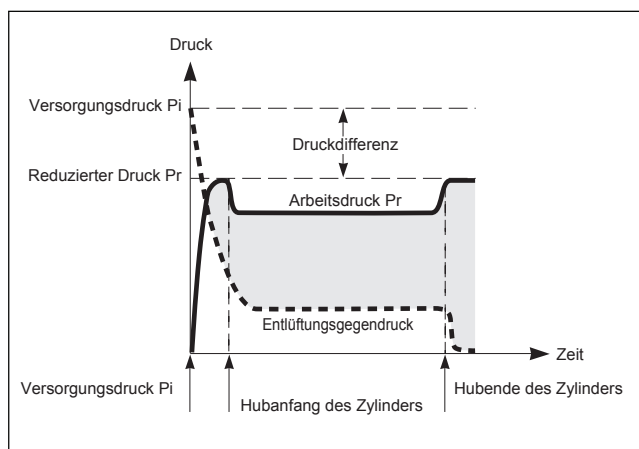 Druck
Versorgungsdruck Pi
Druckdifferenz
Reduzierter Druck Pr
Arbeitsdruck Pr
Entlüftungsgegendruck
Zeit
Versorgungsdruck Pi
Hubanfang des Zylinders
Hubende des Zylinders